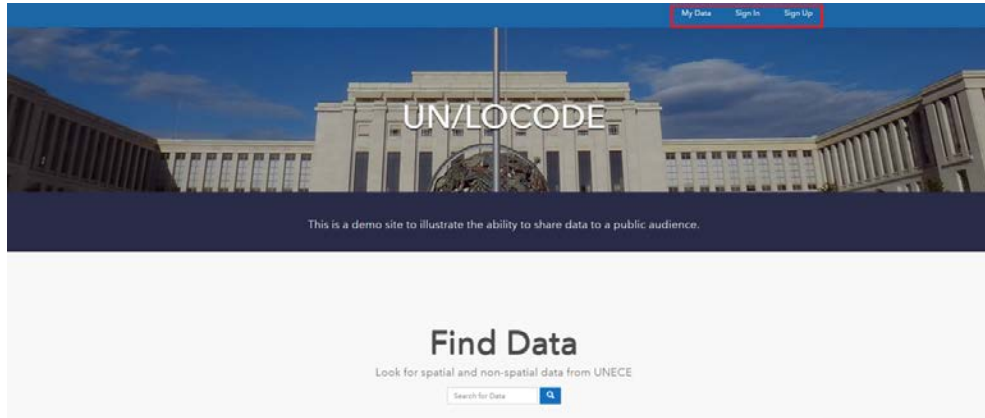 My Data Sign In Sign Up
UN/LOCODE
This is a demo site to illustrate the ability to share data to a public audience.
Find Data
Look for spatial and non-spatial data from UNECE
Search for Data